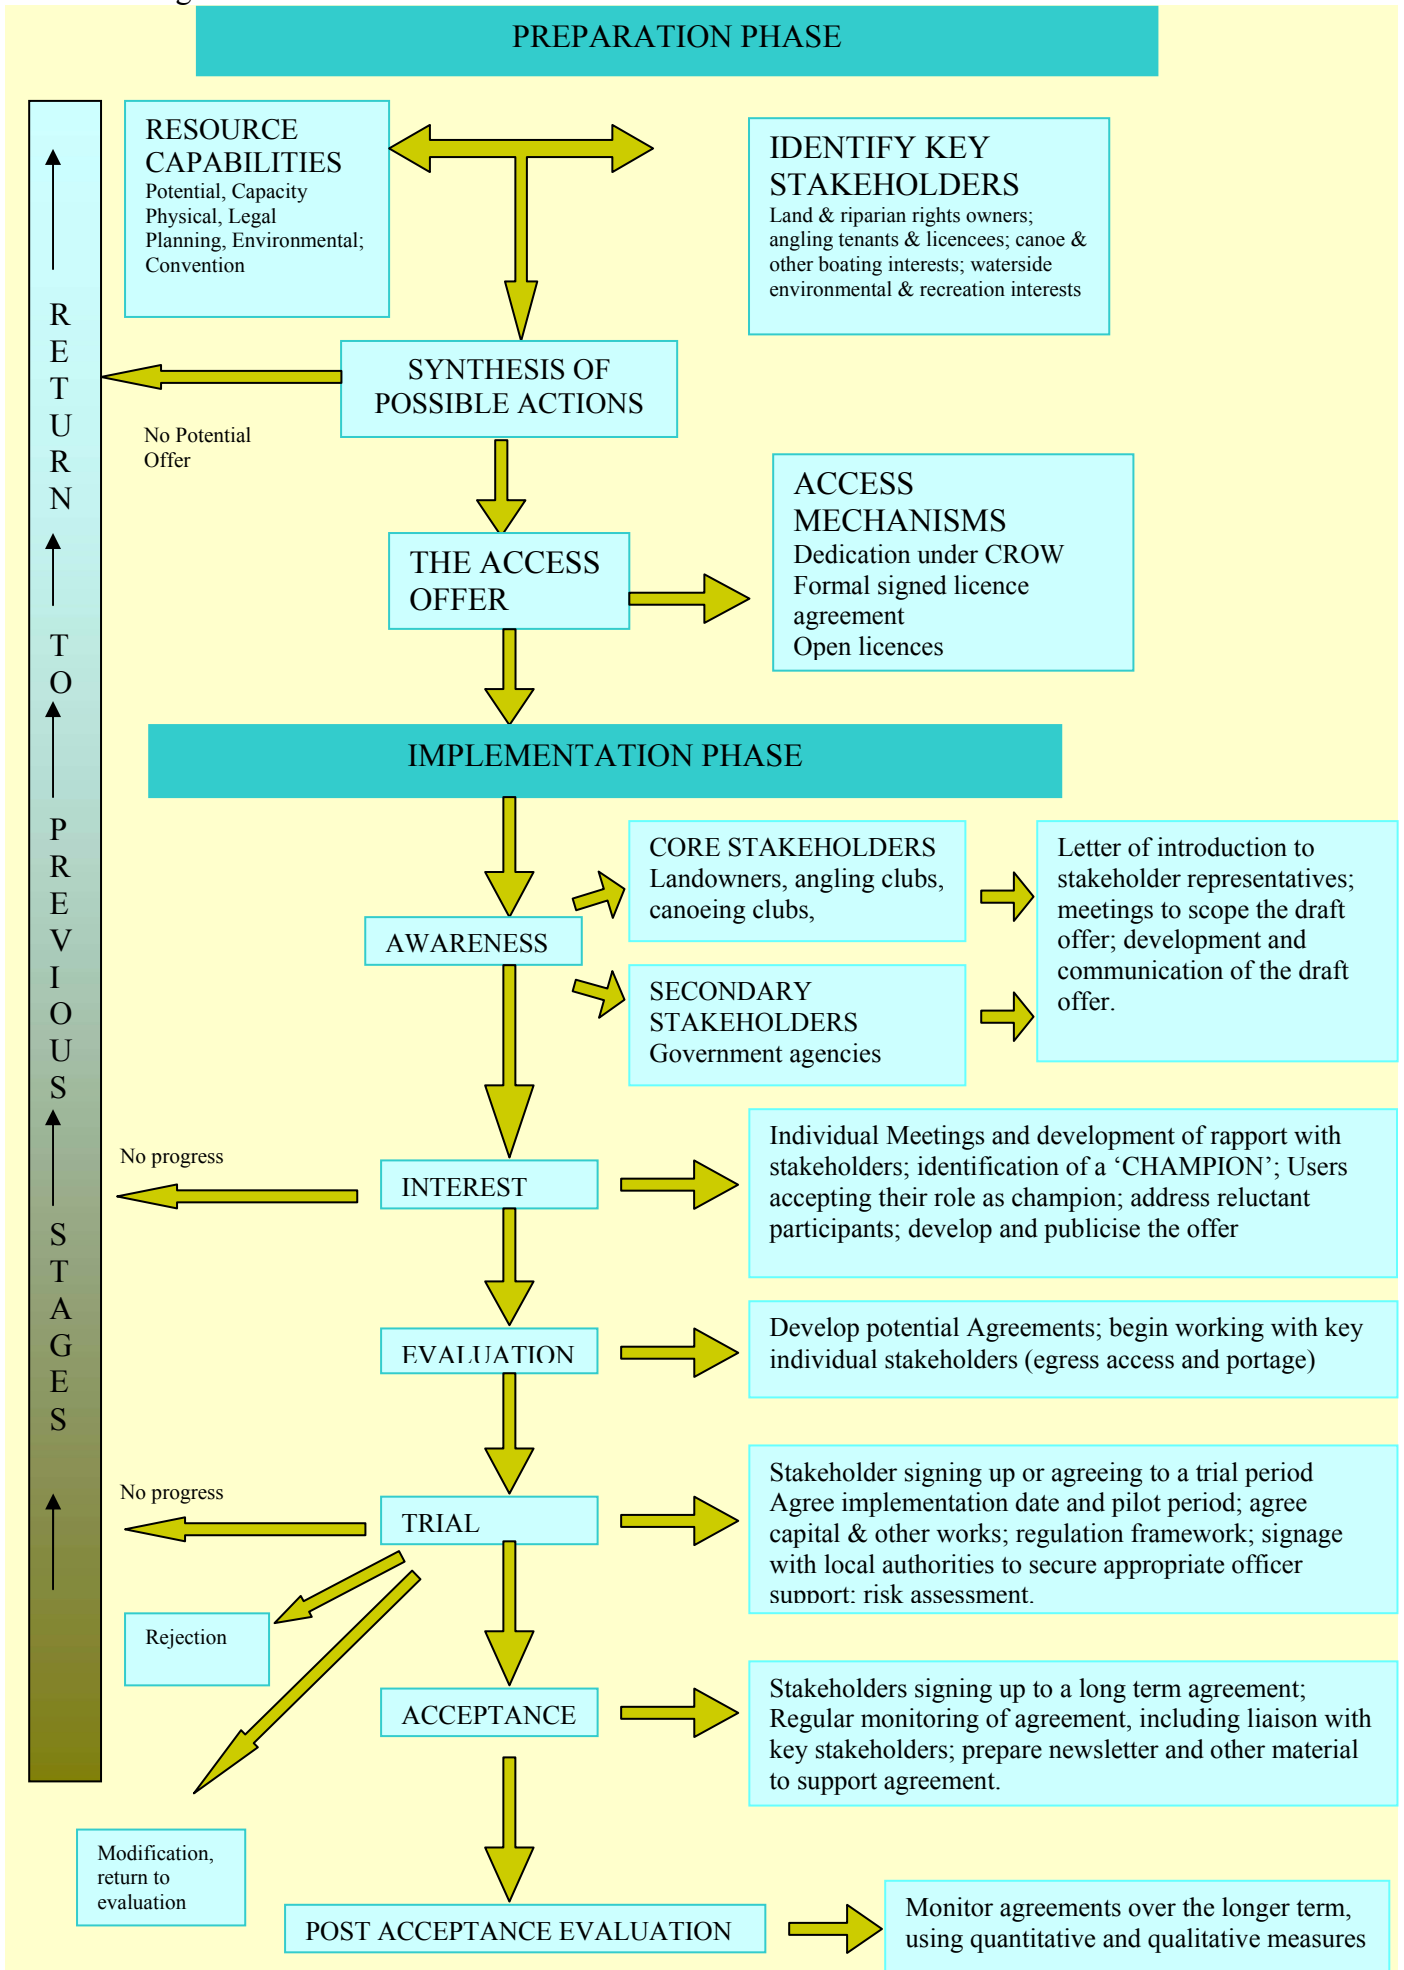 PREPARATION PHASE
RESOURCE
CAPABILITIES
Potential, Capacity
Physical, Legal
Planning, Environmental;
Convention
IDENTIFY KEY
STAKEHOLDERS
Land & riparian rights owners;
angling tenants & licencees; canoe &
other boating interests; waterside
environmental & recreation interests
SYNTHESIS OF
POSSIBLE ACTIONS
No Potential
Offer
THE ACCESS
OFFER
ACCESS
MECHANISMS
Dedication under CROW
Formal signed licence
agreement
Open licences
RETURN TO PREVIOUS STAGES
IMPLEMENTATION PHASE
AWARENESS
CORE STAKEHOLDERS
Landowners, angling clubs,
canoeing clubs,
SECONDARY
STAKEHOLDERS
Government agencies
Letter of introduction to
stakeholder representatives;
meetings to scope the draft
offer; development and
communication of the draft
offer.
No progress
INTEREST
Individual Meetings and development of rapport with
stakeholders; identification of a ‘CHAMPION’; Users
accepting their role as champion; address reluctant
participants; develop and publicise the offer
EVALUATION
Develop potential Agreements; begin working with key
individual stakeholders (egress access and portage)
No progress
TRIAL
Stakeholder signing up or agreeing to a trial period
Agree implementation date and pilot period; agree
capital & other works; regulation framework; signage
with local authorities to secure appropriate officer
support; risk assessment.
Rejection
ACCEPTANCE
Stakeholders signing up to a long term agreement;
Regular monitoring of agreement, including liaison with
key stakeholders; prepare newsletter and other material
to support agreement.
Modification,
return to
evaluation
POST ACCEPTANCE EVALUATION
Monitor agreements over the longer term,
using quantitative and qualitative measures